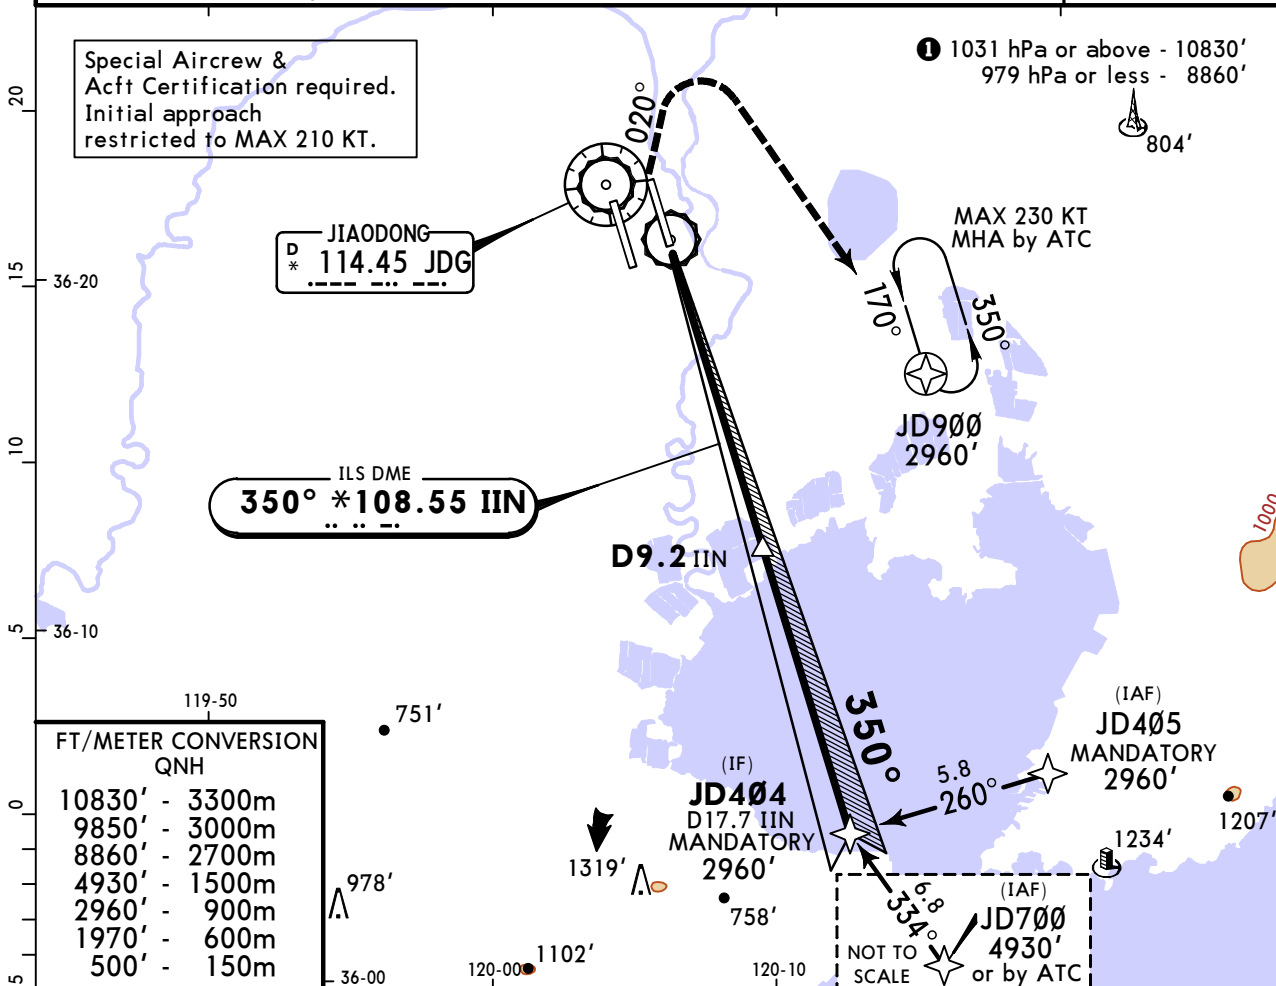 Special Aircrew &
Acft Certification required.
Initial approach
restricted to MAX 210 KT.
❶ 1031 hPa or above - 10830'
979 hPa or less - 8860'
804'
020°
20
JIAODONG
D
* 114.45 JDG
15
36-20
MAX 230 KT
MHA by ATC
170°
350°
JD9ØØ
2960'
10
ILS DME
350° *108.55 IIN
1000
D9.2 IIN
5
36-10
119-50
751'
350°
(IAF)
JD4Ø5
MANDATORY
2960'
5.8
260°
(IF)
JD4Ø4
D17.7 IIN
MANDATORY
2960'
FT/METER CONVERSION
QNH
10830' - 3300m
9850' - 3000m
8860' - 2700m
4930' - 1500m
2960' - 900m
1970' - 600m
500' - 150m
0
1207'
1234'
1319'
978'
758'
6.8
334°
(IAF)
JD7ØØ
4930'
or by ATC
NOT TO
SCALE
1102'
5
36-00
120-00
120-10